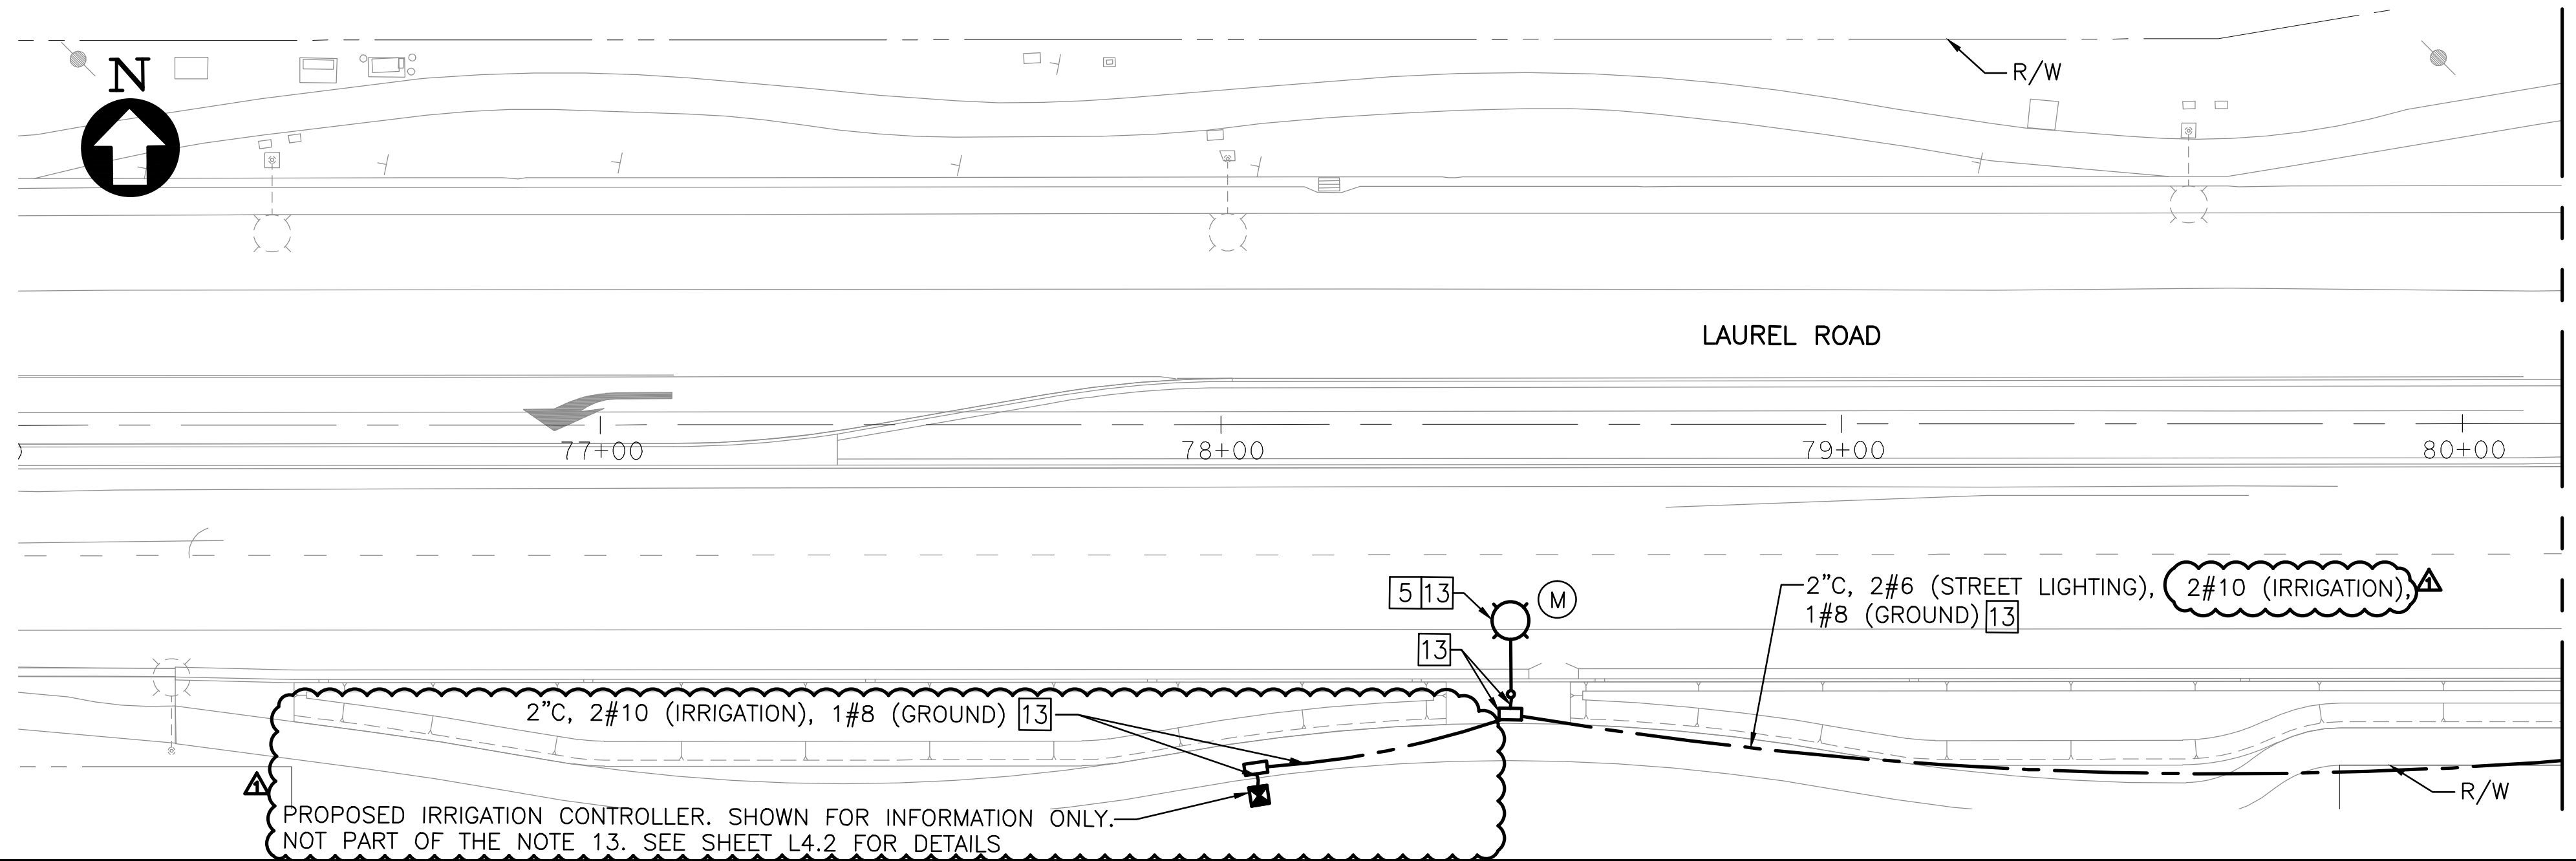 N
R/W
LAUREL ROAD
77+00
78+00
79+00
80+00
5 13
M
13
2"C, 2#6 (STREET LIGHTING), 2#10 (IRRIGATION), 1
1#8 (GROUND) 13
2"C, 2#10 (IRRIGATION), 1#8 (GROUND) 13
1
PROPOSED IRRIGATION CONTROLLER. SHOWN FOR INFORMATION ONLY.
NOT PART OF THE NOTE 13. SEE SHEET L4.2 FOR DETAILS
R/W